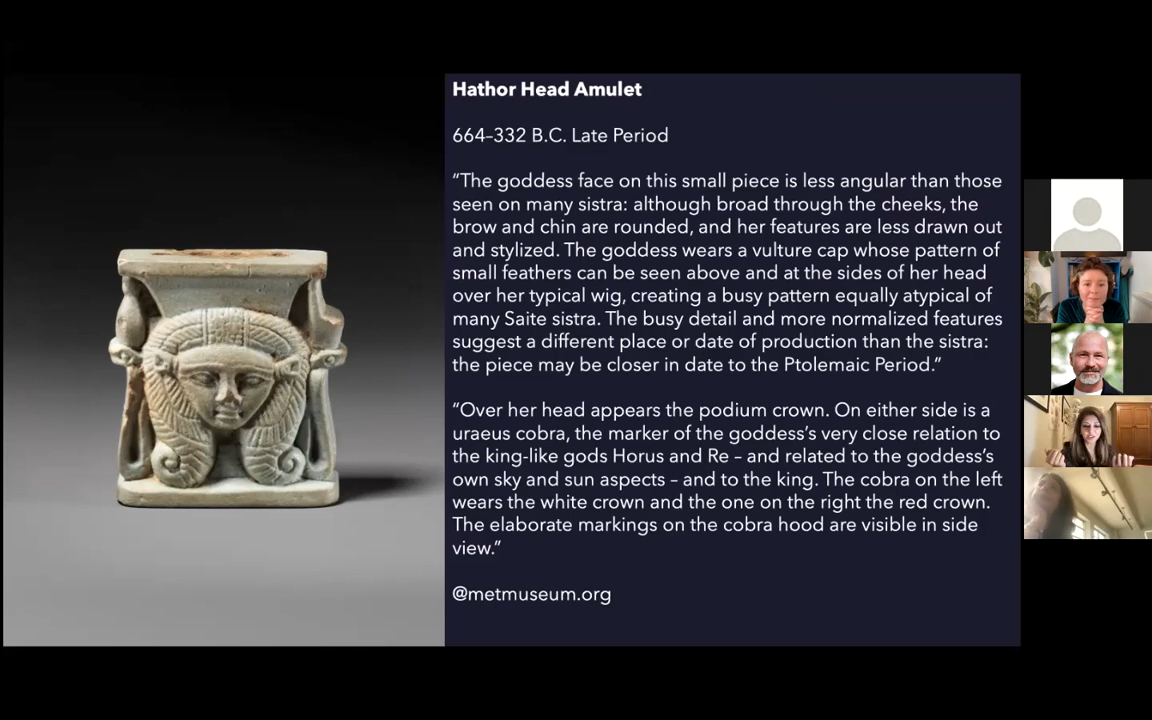 Hathor Head Amulet
664–332 B.C. Late Period
“The goddess face on this small piece is less angular than those
seen on many sistra: although broad through the cheeks, the
brow and chin are rounded, and her features are less drawn out
and stylized. The goddess wears a vulture cap whose pattern of
small feathers can be seen above and at the sides of her head
over her typical wig, creating a busy pattern equally atypical of
many Saite sistra. The busy detail and more normalized features
suggest a different place or date of production than the sistra:
the piece may be closer in date to the Ptolemaic Period.”
“Over her head appears the podium crown. On either side is a
uraeus cobra, the marker of the goddess’s very close relation to
the king-like gods Horus and Re – and related to the goddess’s
own sky and sun aspects – and to the king. The cobra on the left
wears the white crown and the one on the right the red crown.
The elaborate markings on the cobra hood are visible in side
view.”
@metmuseum.org